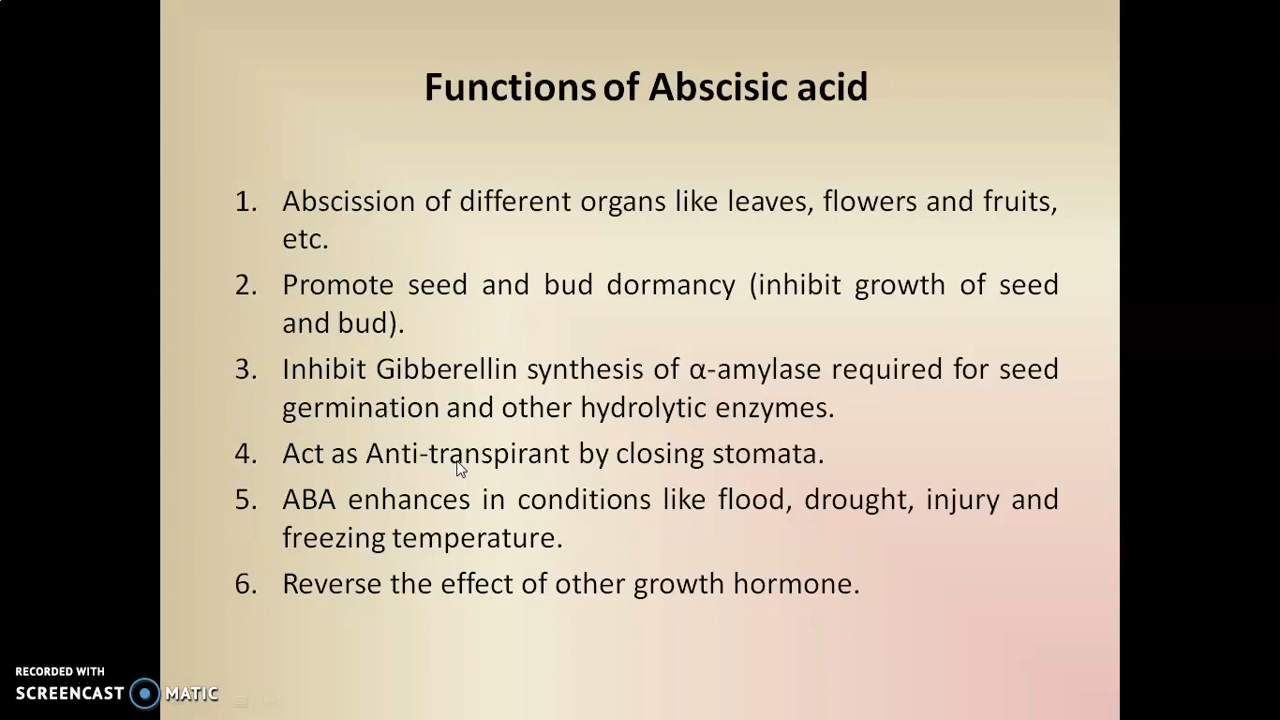 Functions of Abscisic acid
1. Abscission of different organs like leaves, flowers and fruits,
etc.
2. Promote seed and bud dormancy (inhibit growth of seed
and bud).
3. Inhibit Gibberellin synthesis of α-amylase required for seed
germination and other hydrolytic enzymes.
4. Act as Anti-transpirant by closing stomata.
5. ABA enhances in conditions like flood, drought, injury and
freezing temperature.
6. Reverse the effect of other growth hormone.
RECORDED WITH
SCREENCAST MATIC